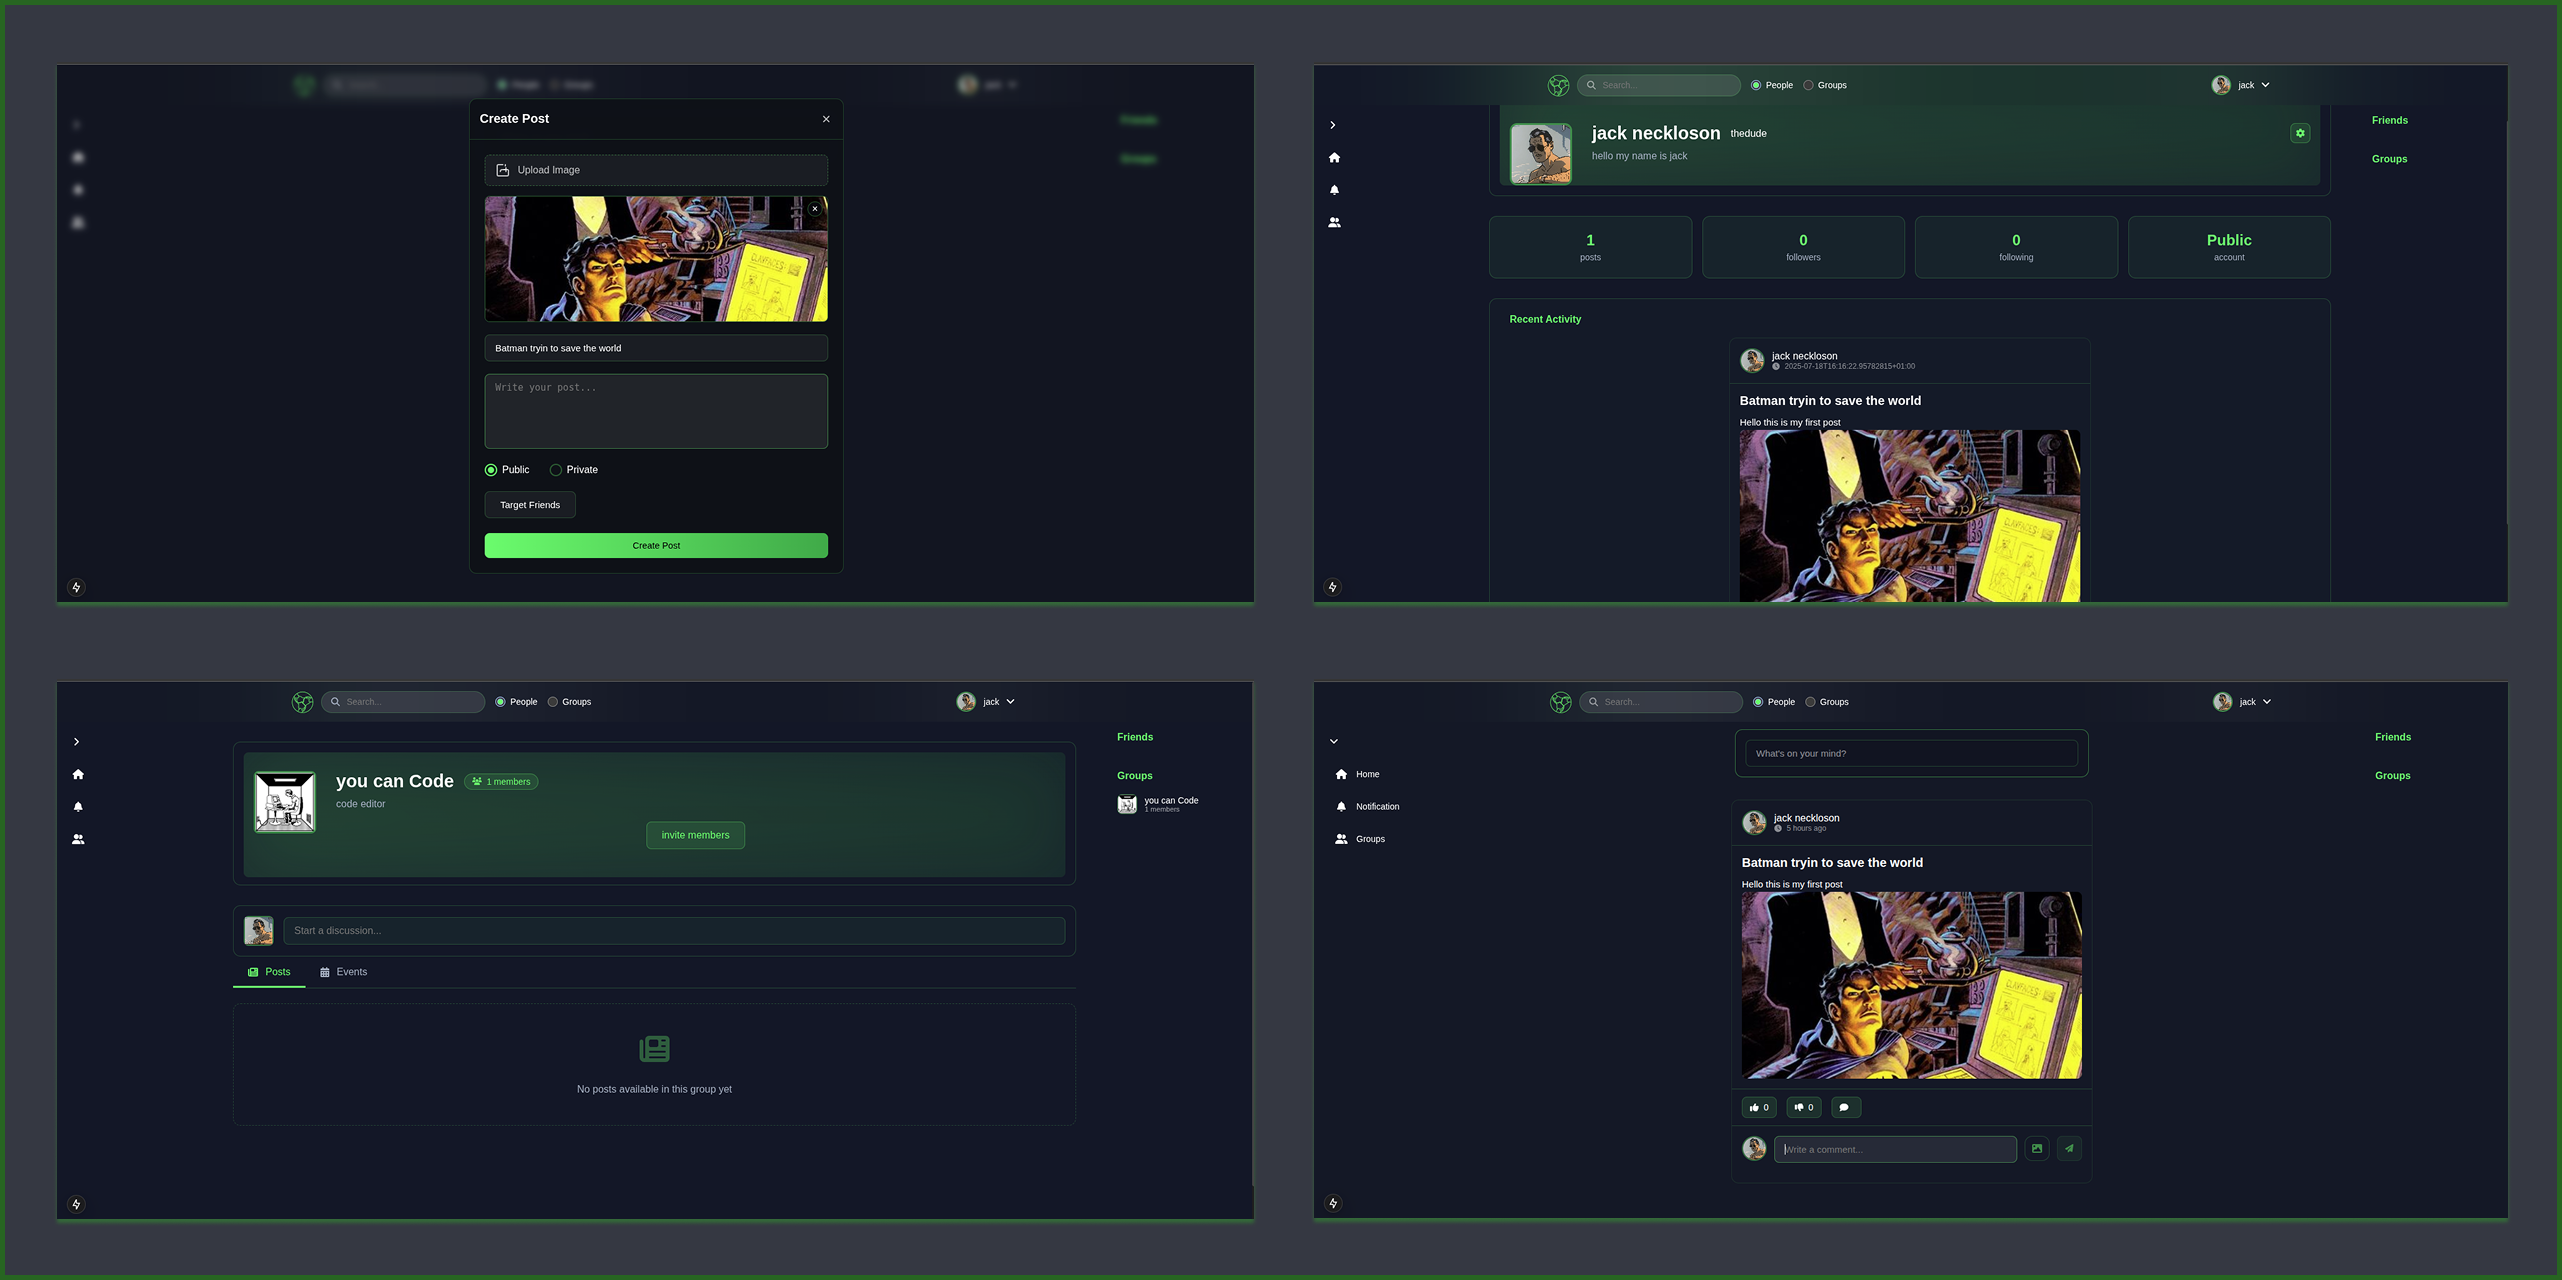 Create Post
Upload Image
CLAYFACES:
Batman tryin to save the world
Write your post...
Public
Private
Target Friends
Create Post
Friends
Groups
Search...
People
Groups
jack
jack neckloson
thedude
hello my name is jack
Friends
Groups
1
posts
0
followers
0
following
Public
account
Recent Activity
jack neckloson
2025-07-18T16:16:22.95782815+01:00
Batman tryin to save the world
Hello this is my first post
CLAYFACES:
Search...
People
Groups
jack
you can Code
1 members
code editor
invite members
Start a discussion...
Posts
Events
No posts available in this group yet
Friends
Groups
you can Code
1 members
Search...
People
Groups
jack
Home
Notification
Groups
What's on your mind?
jack neckloson
5 hours ago
Batman tryin to save the world
Hello this is my first post
CLAYFACES:
0
0
Write a comment...
Friends
Groups